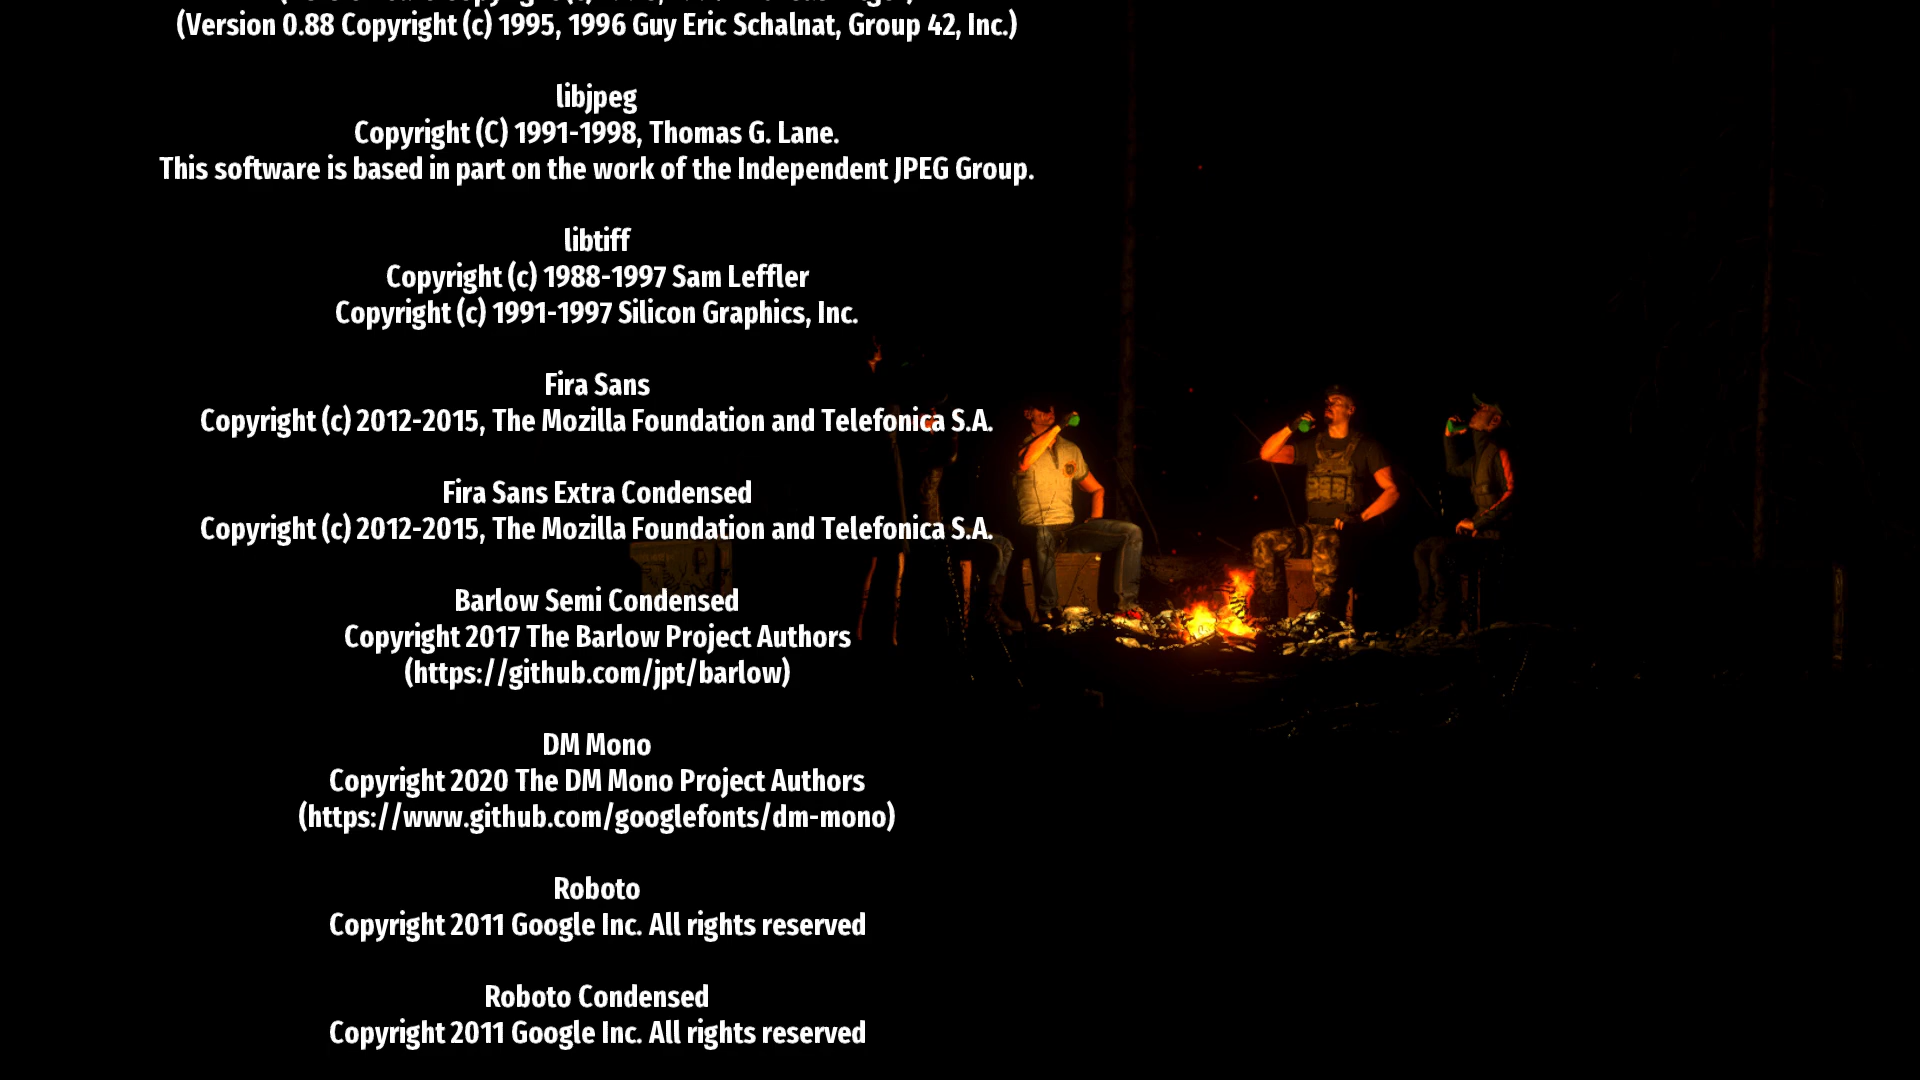 (Version 0.88 Copyright (c) 1995, 1996 Guy Eric Schalnat, Group 42, Inc.)
libjpeg
Copyright (C) 1991-1998, Thomas G. Lane.
This software is based in part on the work of the Independent JPEG Group.
libtiff
Copyright (c) 1988-1997 Sam Leffler
Copyright (c) 1991-1997 Silicon Graphics, Inc.
Fira Sans
Copyright (c) 2012-2015, The Mozilla Foundation and Telefonica S.A.
Fira Sans Extra Condensed
Copyright (c) 2012-2015, The Mozilla Foundation and Telefonica S.A.
Barlow Semi Condensed
Copyright 2017 The Barlow Project Authors
(https://github.com/jpt/barlow)
DM Mono
Copyright 2020 The DM Mono Project Authors
(https://www.github.com/googlefonts/dm-mono)
Roboto
Copyright 2011 Google Inc. All rights reserved
Roboto Condensed
Copyright 2011 Google Inc. All rights reserved